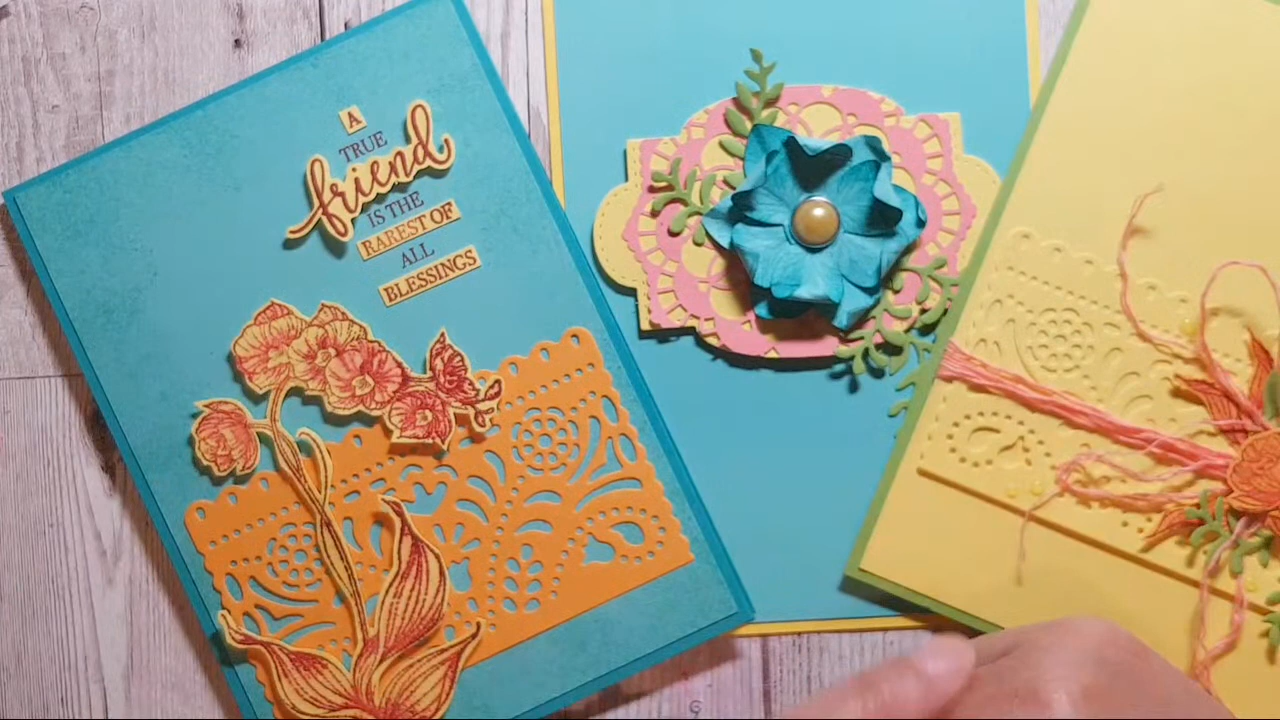 A
TRUE
friend
IS THE
RAREST OF
ALL
BLESSINGS